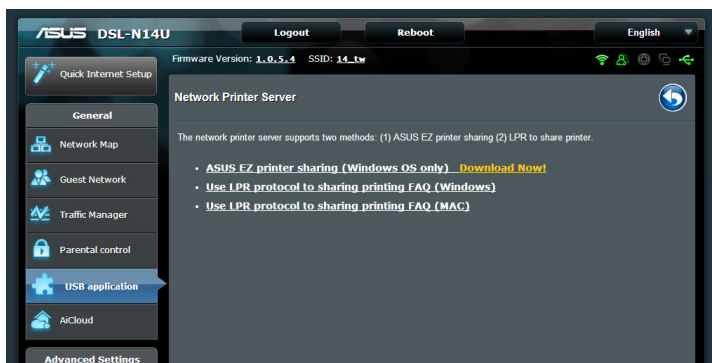 ASUS DSL-N14U Logout Reboot English
Firmware Version: 1.0.5.4 SSID: 14_tw
Quick Internet Setup
Network Printer Server
General
The network printer server supports two methods: (1) ASUS EZ printer sharing (2) LPR to share printer.
Network Map
ASUS EZ printer sharing (Windows OS only) Download Now!
Guest Network
Use LPR protocol to sharing printing FAQ (Windows)
Use LPR protocol to sharing printing FAQ (MAC)
Traffic Manager
Parental control
USB application
AiCloud
Advanced Settings